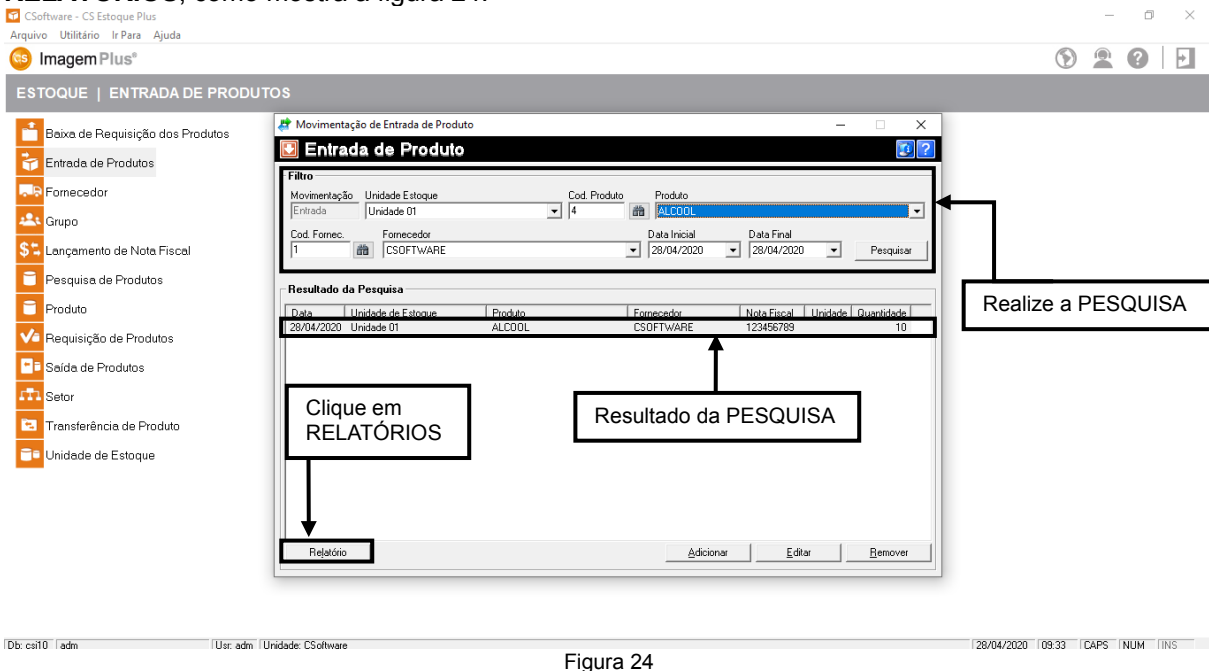 RELATÓRIOS, como mostra a figura 24.
CSoftware - CS Estoque Plus
Arquivo Utilitário Ir Para Ajuda
CS ImagemPlus®
ESTOQUE | ENTRADA DE PRODUTOS
Baixa de Requisição dos Produtos
Entrada de Produtos
Fornecedor
Grupo
Lançamento de Nota Fiscal
Pesquisa de Produtos
Produto
Requisição de Produtos
Saída de Produtos
Setor
Transferência de Produto
Unidade de Estoque
Movimentação de Entrada de Produto
Entrada de Produto
Filtro
Movimentação Unidade Estoque Cod. Produto Produto
Entrada Unidade 01 4 ALCOOL
Cod. Fornec. Fornecedor Data Inicial Data Final
1 CSOFTWARE 28/04/2020 28/04/2020 Pesquisar
Resultado da Pesquisa
Data Unidade de Estoque Produto Fornecedor Nota Fiscal Unidade Quantidade
28/04/2020 Unidade 01 ALCOOL CSOFTWARE 123456789 10
Realize a PESQUISA
Resultado da PESQUISA
Clique em
RELATÓRIOS
Relatório Adicionar Editar Remover
Db: csi10 adm Usr: adm Unidade: CSoftware 28/04/2020 09:33 CAPS NUM INS
Figura 24